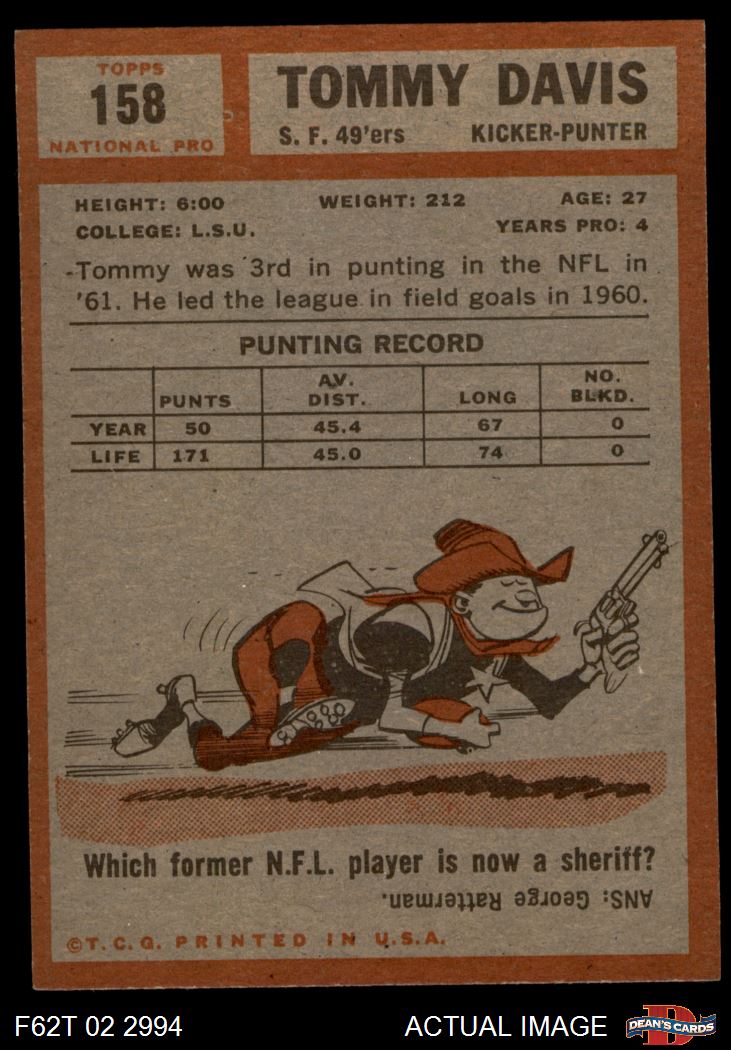 TOPPS
158
NATIONAL PRO
TOMMY DAVIS
S. F. 49'ers KICKER-PUNTER
HEIGHT: 6:00 WEIGHT: 212 AGE: 27
COLLEGE: L.S.U. YEARS PRO: 4
Tommy was 3rd in punting in the NFL in
'61. He led the league in field goals in 1960.
PUNTING RECORD
PUNTS AV. DIST. LONG NO. BLKD.
YEAR 50 45.4 67 0
LIFE 171 45.0 74 0
Which former N.F.L. player is now a sheriff?
ANS: George Ratterman.
©T.C.G. PRINTED IN U.S.A.
F62T 02 2994 ACTUAL IMAGE DEAN'S CARDS